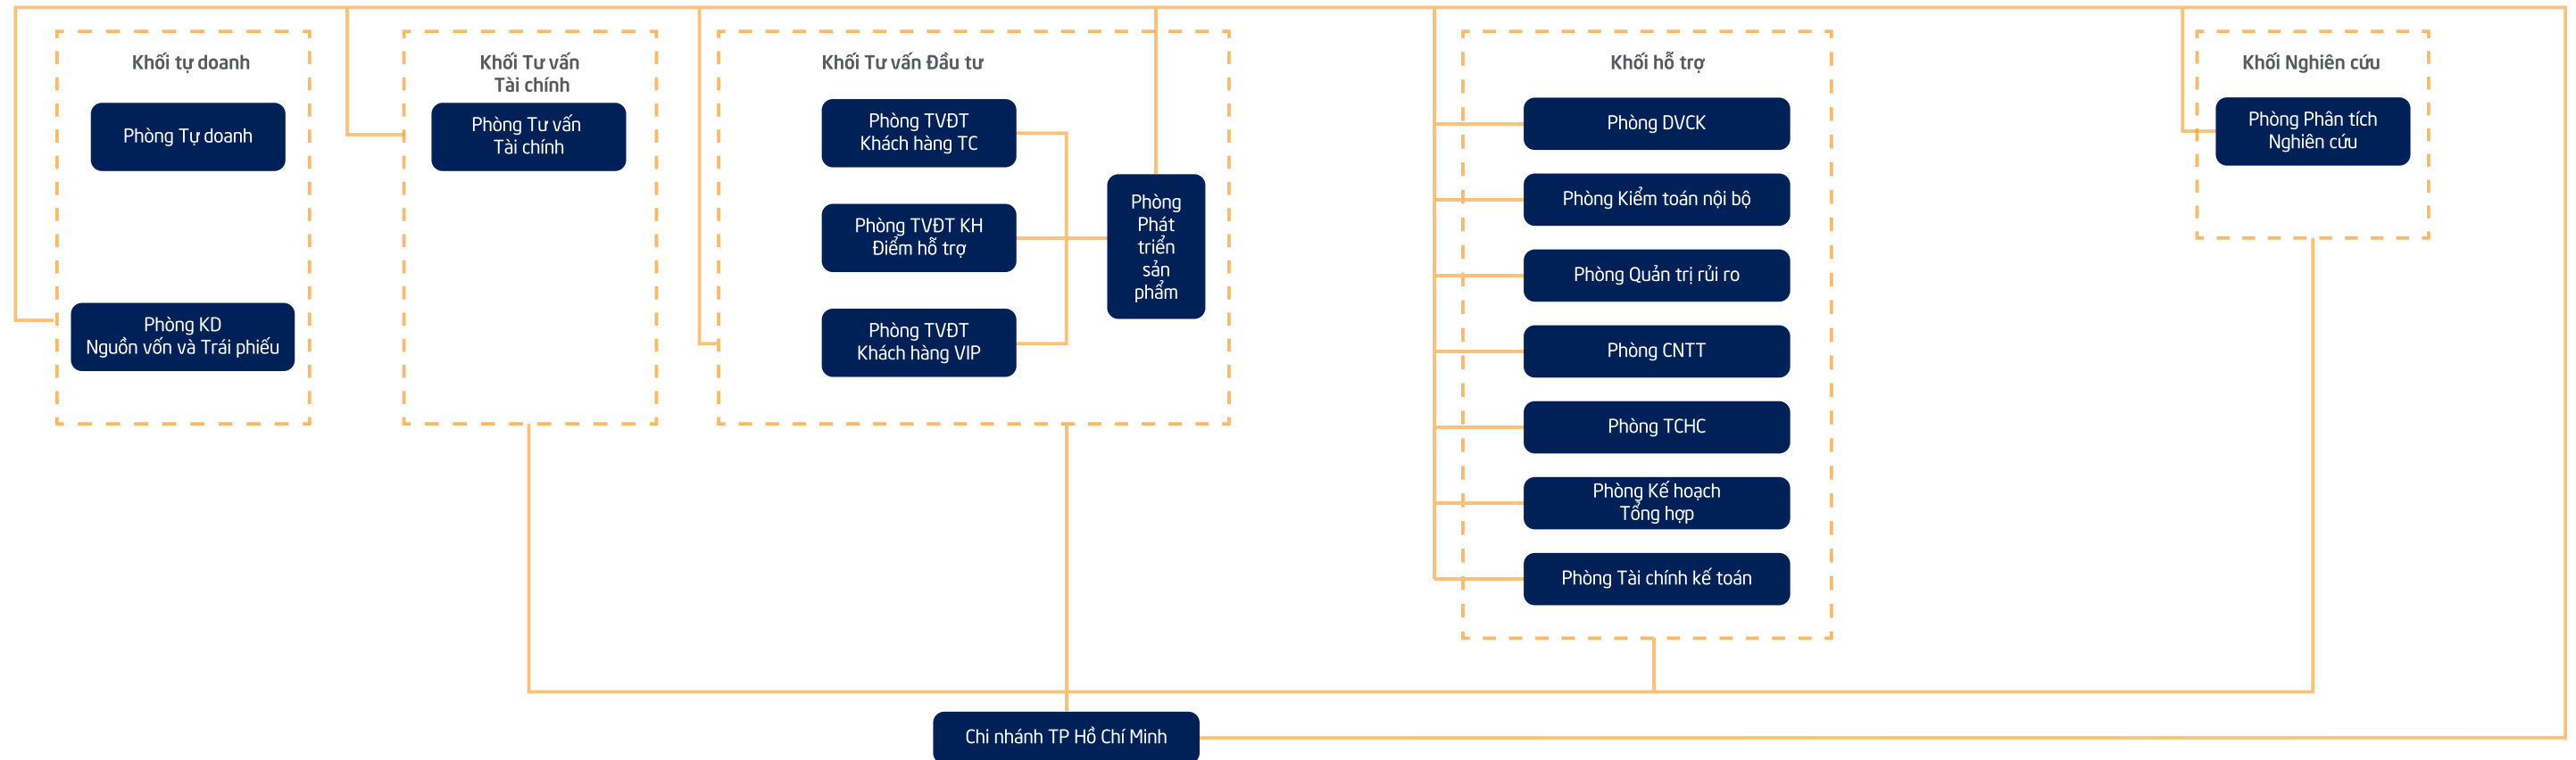 Khối tự doanh
Phòng Tự doanh
Phòng KD
Nguồn vốn và Trái phiếu
Khối Tư vấn
Tài chính
Phòng Tư vấn
Tài chính
Khối Tư vấn Đầu tư
Phòng TVĐT
Khách hàng TC
Phòng TVĐT KH
Điểm hỗ trợ
Phòng TVĐT
Khách hàng VIP
Phòng
Phát
triển
sản
phẩm
Khối hỗ trợ
Phòng DVCK
Phòng Kiểm toán nội bộ
Phòng Quản trị rủi ro
Phòng CNTT
Phòng TCHC
Phòng Kế hoạch
Tổng hợp
Phòng Tài chính kế toán
Khối Nghiên cứu
Phòng Phân tích
Nghiên cứu
Chi nhánh TP Hồ Chí Minh